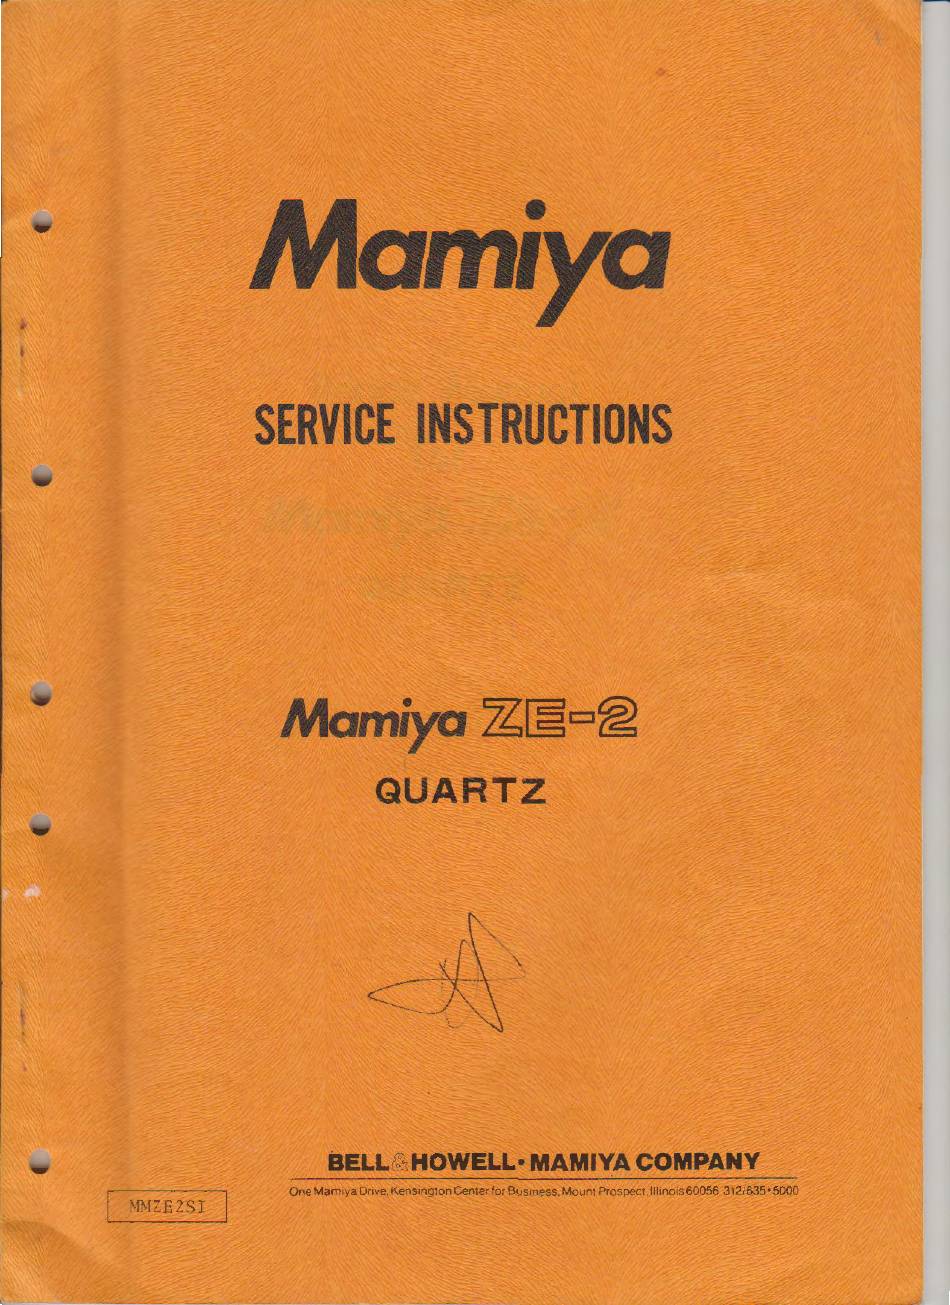 Mamiya
SERVICE INSTRUCTIONS
Mamiya ZE-2
QUARTZ
BELL & HOWELL • MAMIYA COMPANY
One Mamiya Drive, Kensington Center for Business, Mount Prospect, Illinois 60056 312/635•5000
MMZE2SI